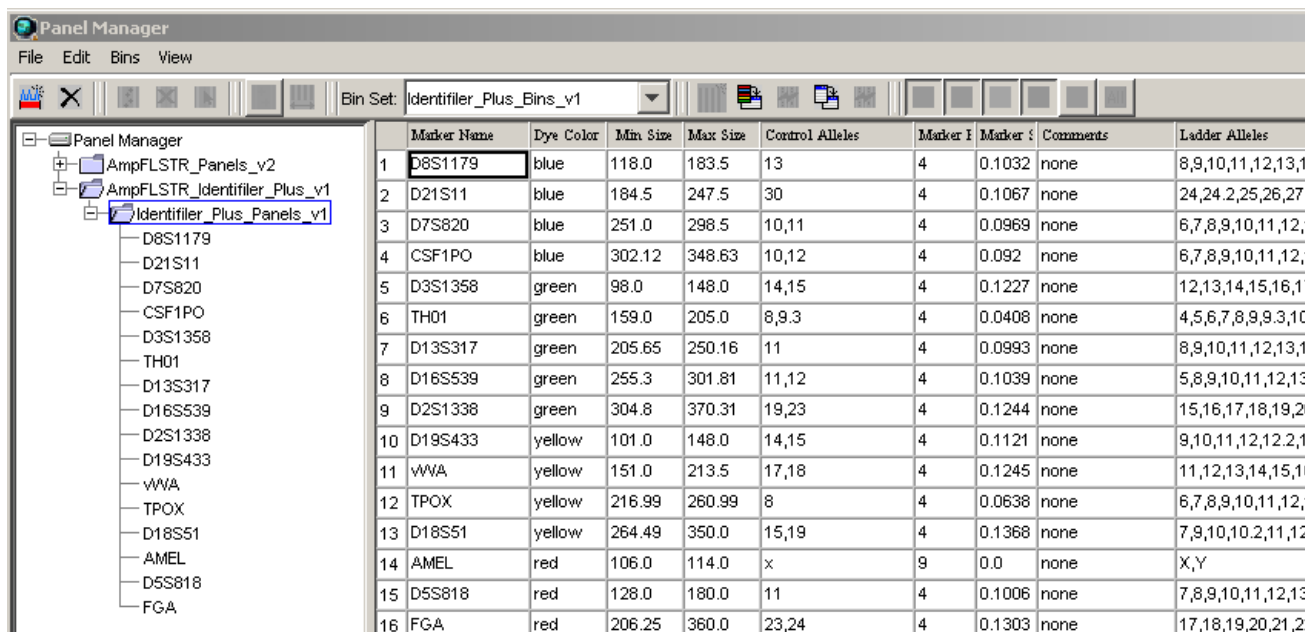 Panel Manager
File Edit Bins View
Bin Set: Identifiler_Plus_Bins_v1
Panel Manager
AmpFLSTR_Panels_v2
AmpFLSTR_Identifiler_Plus_v1
Identifiler_Plus_Panels_v1
D8S1179
D21S11
D7S820
CSF1PO
D3S1358
TH01
D13S317
D16S539
D2S1338
D19S433
vWA
TPOX
D18S51
AMEL
D5S818
FGA
Marker Name Dye Color Min Size Max Size Control Alleles Marker Marker Comments Ladder Alleles
1 D8S1179 blue 118.0 183.5 13 4 0.1032 none 8,9,10,11,12,13,1
2 D21S11 blue 184.5 247.5 30 4 0.1067 none 24,24.2,25,26,27
3 D7S820 blue 251.0 298.5 10,11 4 0.0969 none 6,7,8,9,10,11,12,
4 CSF1PO blue 302.12 348.63 10,12 4 0.092 none 6,7,8,9,10,11,12,
5 D3S1358 green 98.0 148.0 14,15 4 0.1227 none 12,13,14,15,16,1
6 TH01 green 159.0 205.0 8,9.3 4 0.0408 none 4,5,6,7,8,9,9.3,10
7 D13S317 green 205.65 250.16 11 4 0.0993 none 8,9,10,11,12,13,1
8 D16S539 green 255.3 301.81 11,12 4 0.1039 none 5,8,9,10,11,12,13
9 D2S1338 green 304.8 370.31 19,23 4 0.1244 none 15,16,17,18,19,2
10 D19S433 yellow 101.0 148.0 14,15 4 0.1121 none 9,10,11,12,12.2,1
11 vWA yellow 151.0 213.5 17,18 4 0.1245 none 11,12,13,14,15,1
12 TPOX yellow 216.99 260.99 8 4 0.0638 none 6,7,8,9,10,11,12,
13 D18S51 yellow 264.49 350.0 15,19 4 0.1368 none 7,9,10,10.2,11,12
14 AMEL red 106.0 114.0 x 9 0.0 none X,Y
15 D5S818 red 128.0 180.0 11 4 0.1006 none 7,8,9,10,11,12,13
16 FGA red 206.25 360.0 23,24 4 0.1303 none 17,18,19,20,21,2